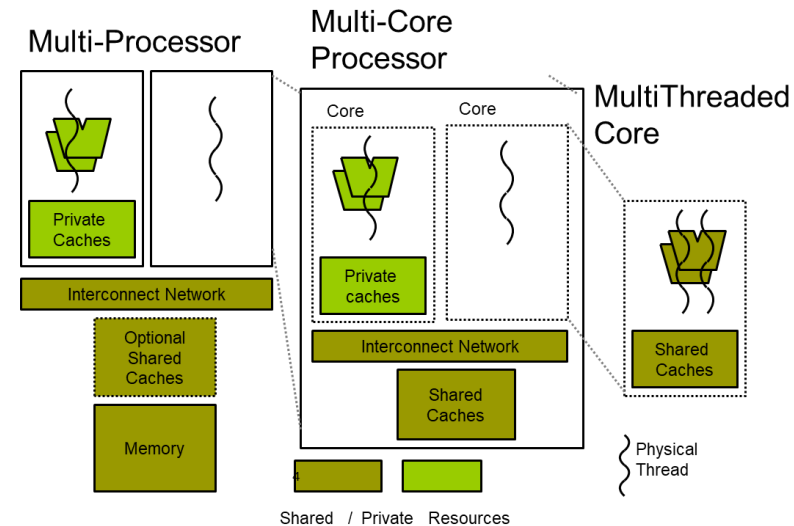 Multi-Processor
Private
Caches
Interconnect Network
Optional
Shared
Caches
Memory
Multi-Core
Processor
Core
Core
Private
caches
Interconnect Network
Shared
Caches
MultiThreaded
Core
Shared
Caches
Physical
Thread
4
Shared / Private Resources